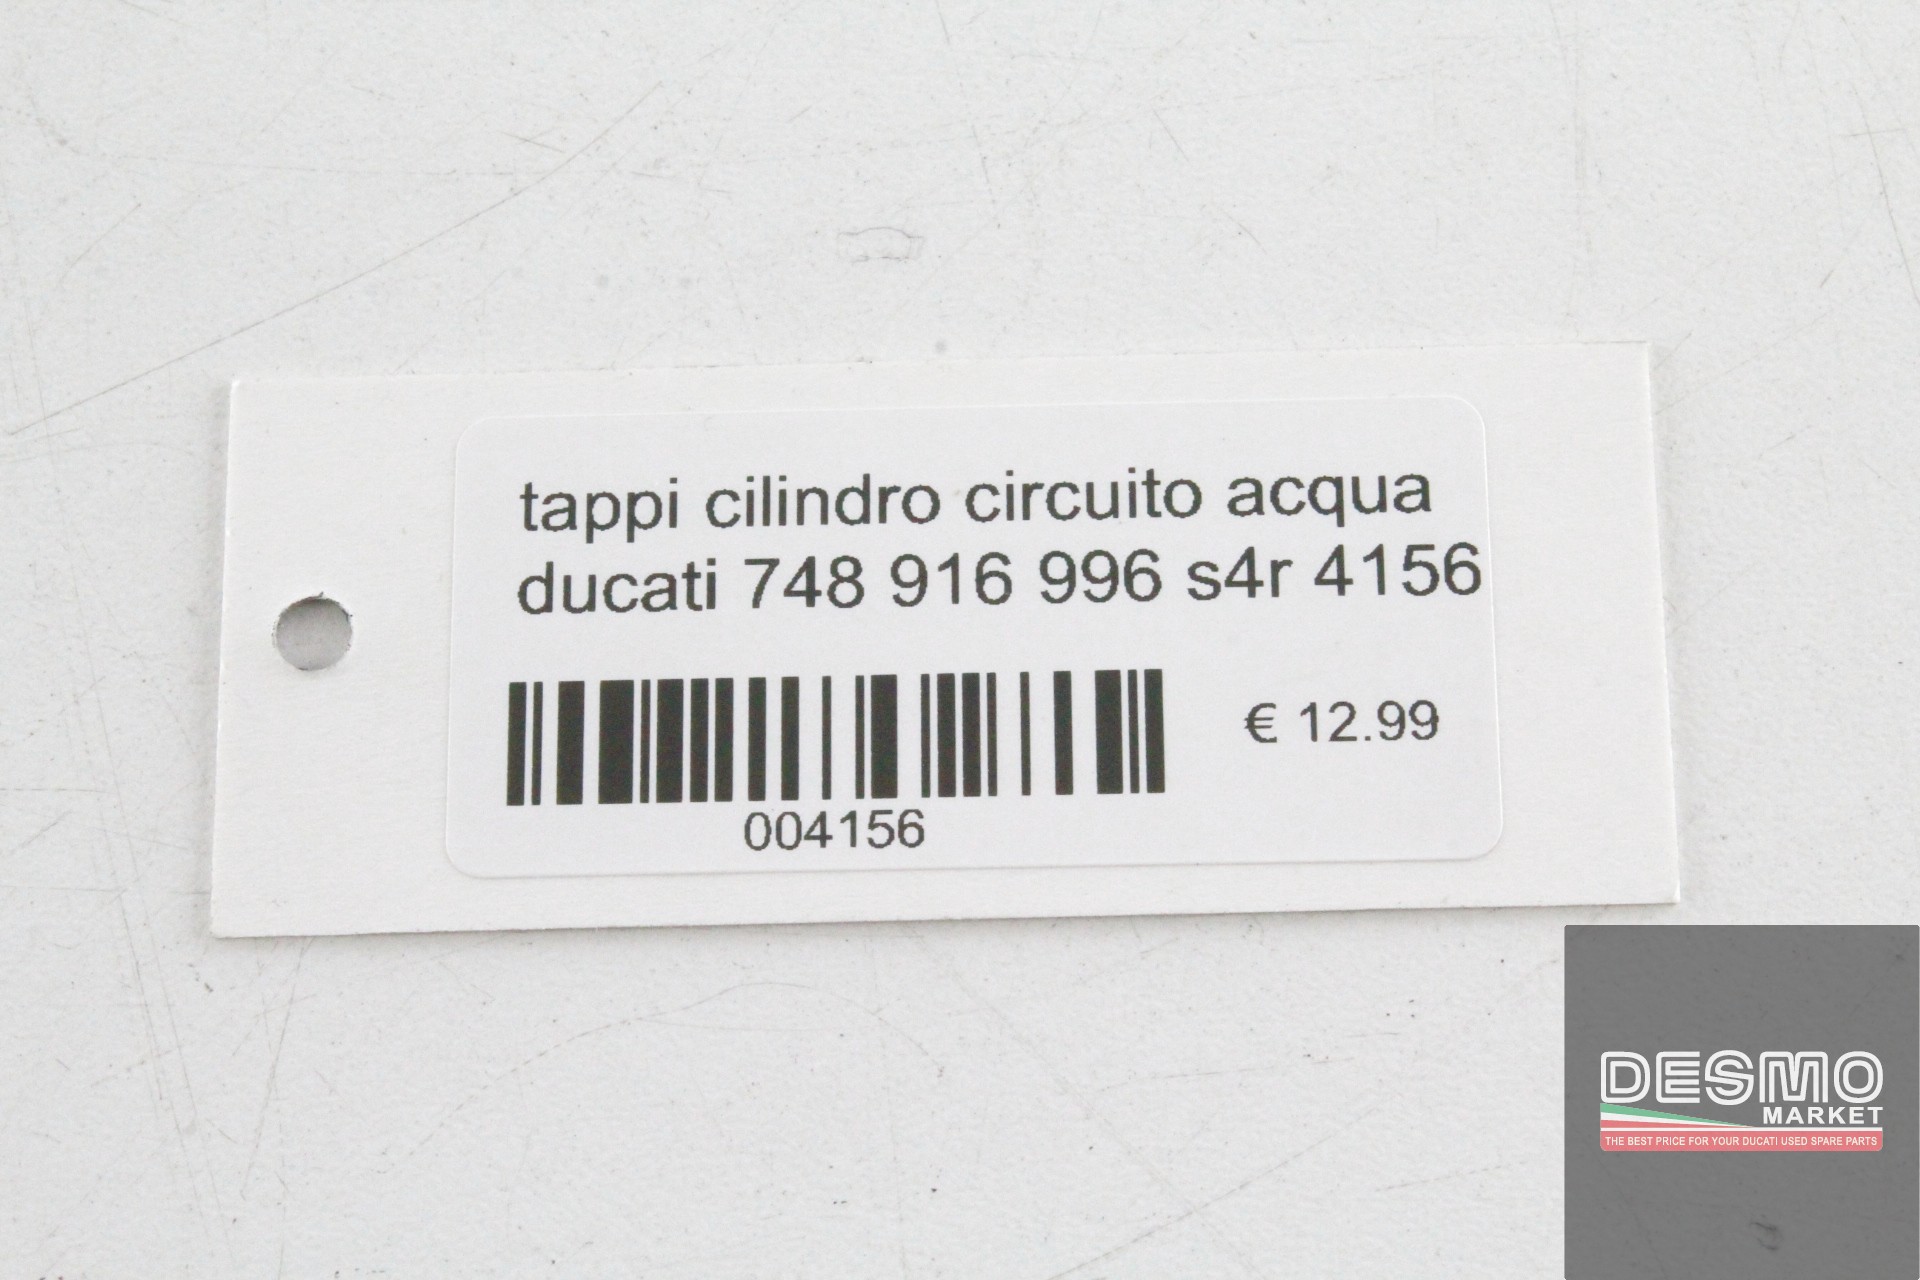 tappi cilindro circuito acqua
ducati 748 916 996 s4r 4156
€ 12.99
004156
DESMO
MARKET
THE BEST PRICE FOR YOUR DUCATI USED SPARE PARTS